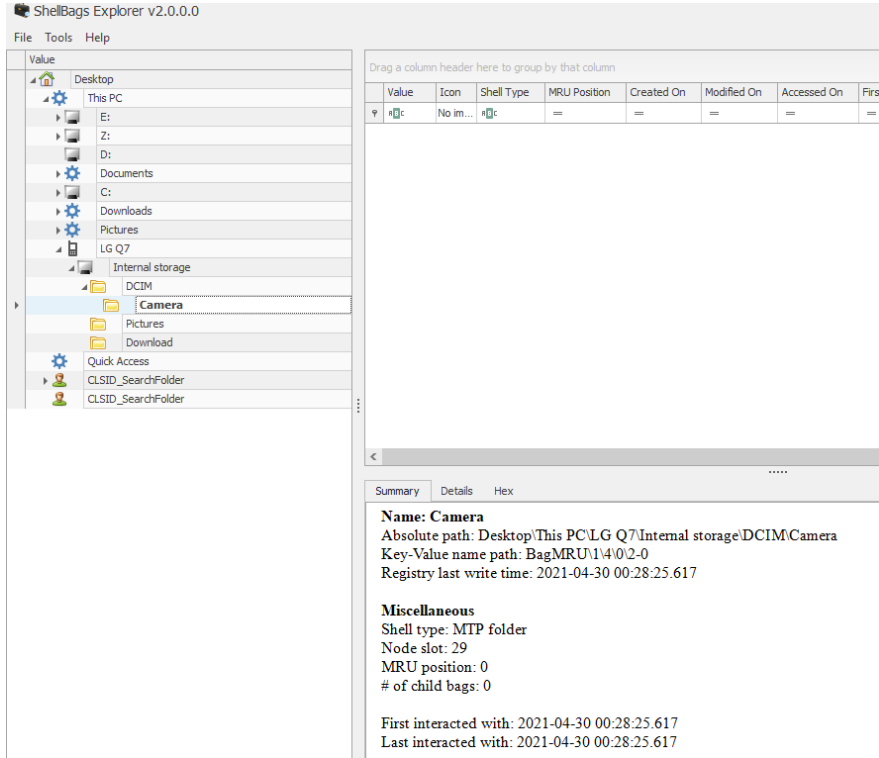 ShellBags Explorer v2.0.0.0
File Tools Help
Value
Desktop
This PC
E:
Z:
D:
Documents
C:
Downloads
Pictures
LG Q7
Internal storage
DCIM
Camera
Pictures
Download
Quick Access
CLSID_SearchFolder
CLSID_SearchFolder
Drag a column header here to group by that column
Value Icon Shell Type MRU Position Created On Modified On Accessed On Firs
No im... = = = = =
Summary Details Hex
Name: Camera
Absolute path: Desktop\This PC\LG Q7\Internal storage\DCIM\Camera
Key-Value name path: BagMRU\1\4\0\2-0
Registry last write time: 2021-04-30 00:28:25.617
Miscellaneous
Shell type: MTP folder
Node slot: 29
MRU position: 0
# of child bags: 0
First interacted with: 2021-04-30 00:28:25.617
Last interacted with: 2021-04-30 00:28:25.617